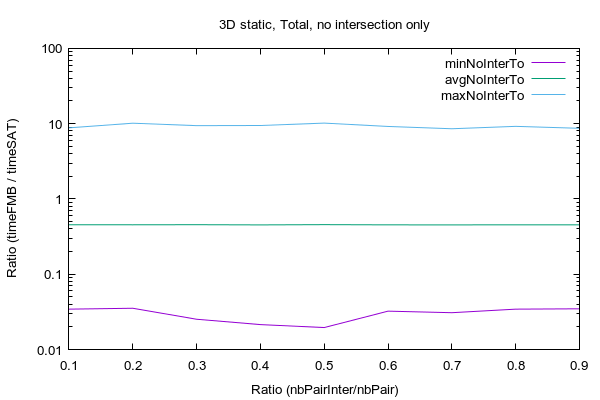 3D static, Total, no intersection only
100
10
1
0.1
0.01
Ratio (timeFMB / timeSAT)
minNoInterTo
avgNoInterTo
maxNoInterTo
0.1 0.2 0.3 0.4 0.5 0.6 0.7 0.8 0.9
Ratio (nbPairInter/nbPair)